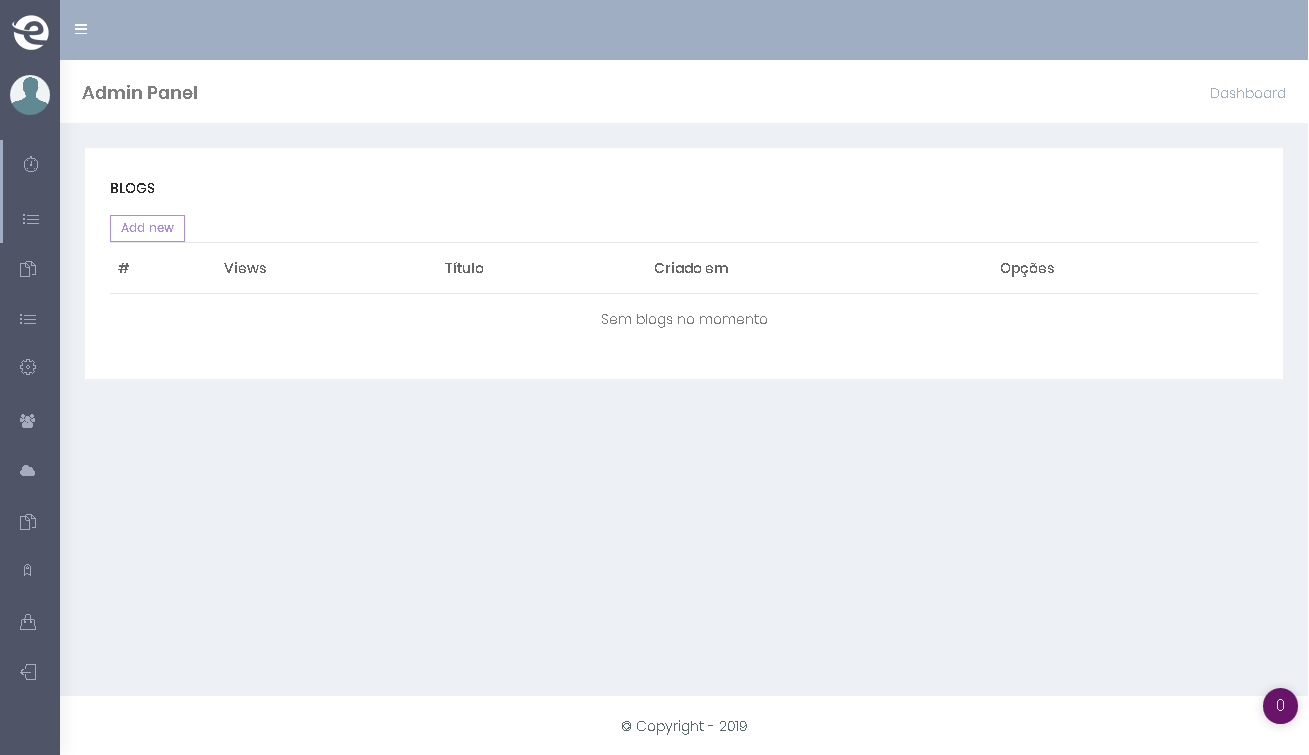 Admin Panel
Dashboard
BLOGS
Add new
# Views Título Criado em Opções
Sem blogs no momento
© Copyright - 2019
0